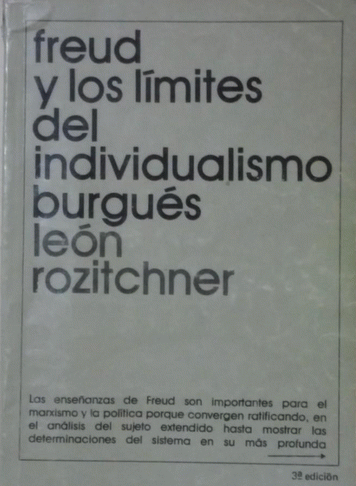 freud
y los límites
del
individualismo
burgués
león
rozitchner
Las enseñanzas de Freud son importantes para el
marxismo y la política porque convergen ratificando, en
el análisis del sujeto extendido hasta mostrar las
determinaciones del sistema en su más profunda
3ª edición